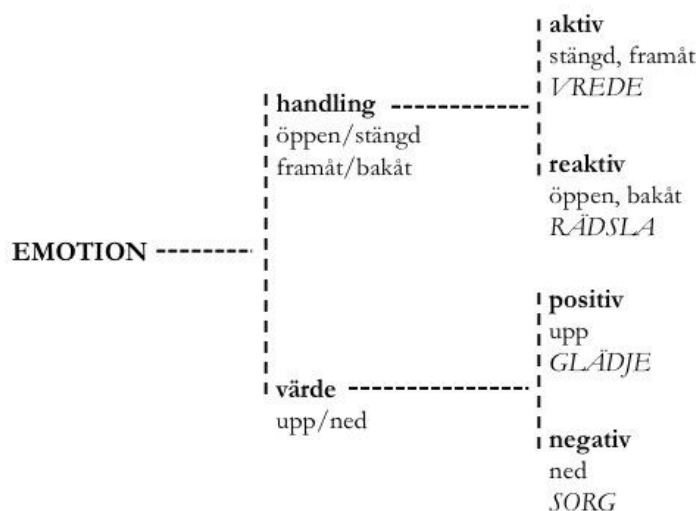 EMOTION
handling
öppen/stängd
framåt/bakåt
aktiv
stängd, framåt
VREDE
reaktiv
öppen, bakåt
RÄDSLA
värde
upp/ned
positiv
upp
GLÄDJE
negativ
ned
SORG